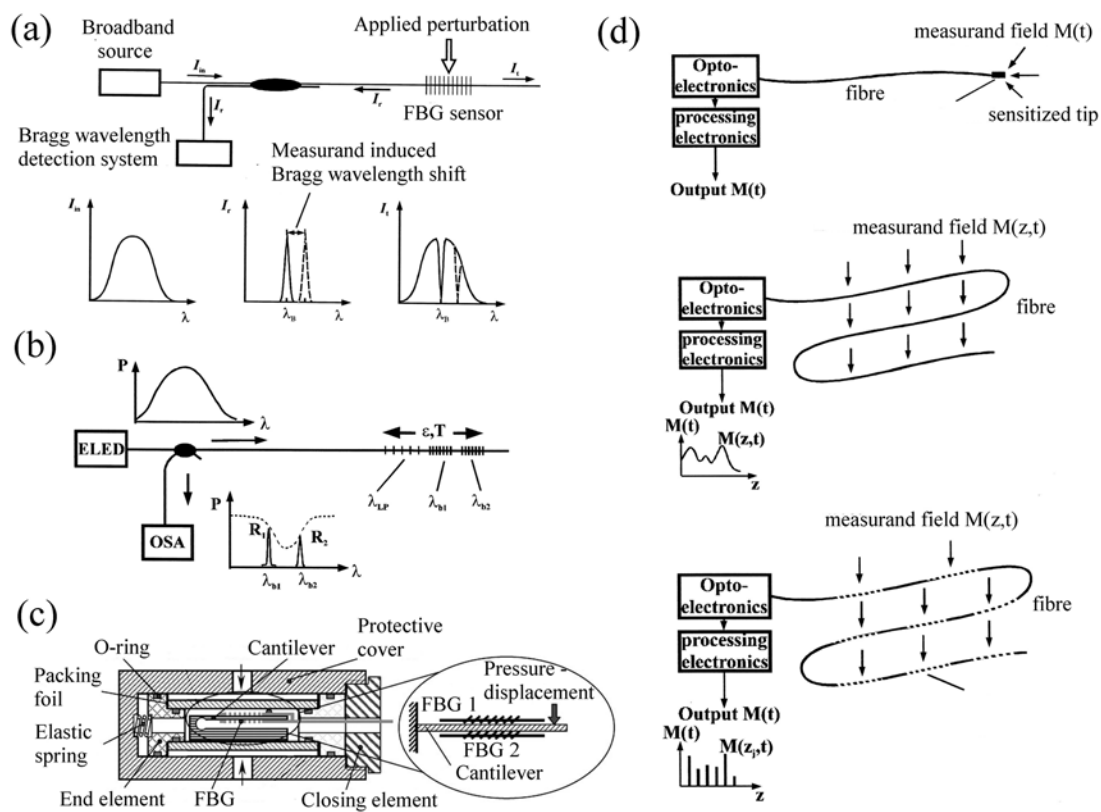 (a)
Broadband
source
I_in
I_r
Bragg wavelength
detection system
Applied perturbation
I_t
I_r
FBG sensor
Measurand induced
Bragg wavelength shift
I_in
λ
I_r
λ_B
λ
I_t
λ_B
λ
(b)
P
λ
ELED
ε,T
λ_LP
λ_b1
λ_b2
OSA
P
R_1
R_2
λ_b1
λ_b2
λ
(c)
O-ring
Cantilever
Protective
cover
Packing
foil
Elastic
spring
End element
FBG
Closing element
Pressure -
displacement
FBG 1
FBG 2
Cantilever
(d)
measurand field M(t)
Opto-
electronics
fibre
sensitized tip
processing
electronics
Output M(t)
measurand field M(z,t)
Opto-
electronics
fibre
processing
electronics
Output M(t)
M(t)
M(z,t)
z
measurand field M(z,t)
Opto-
electronics
fibre
processing
electronics
Output M(t)
M(t)
M(z_j,t)
z